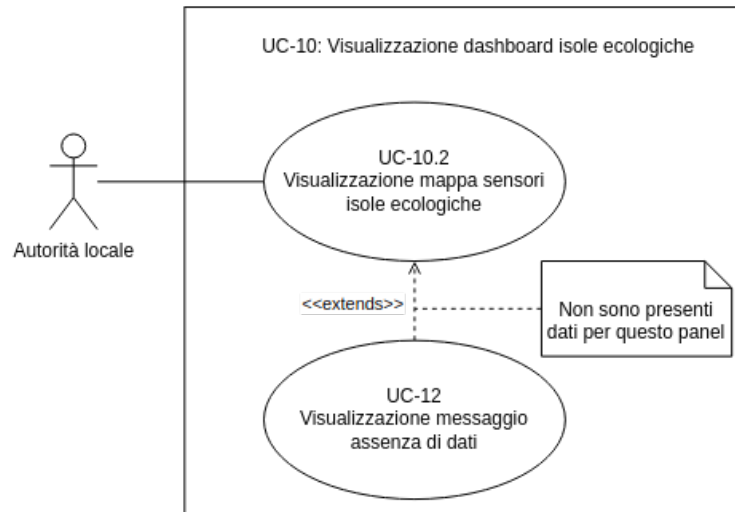 UC-10: Visualizzazione dashboard isole ecologiche
UC-10.2
Visualizzazione mappa sensori
isole ecologiche
Autorità locale
<<extends>>
Non sono presenti
dati per questo panel
UC-12
Visualizzazione messaggio
assenza di dati